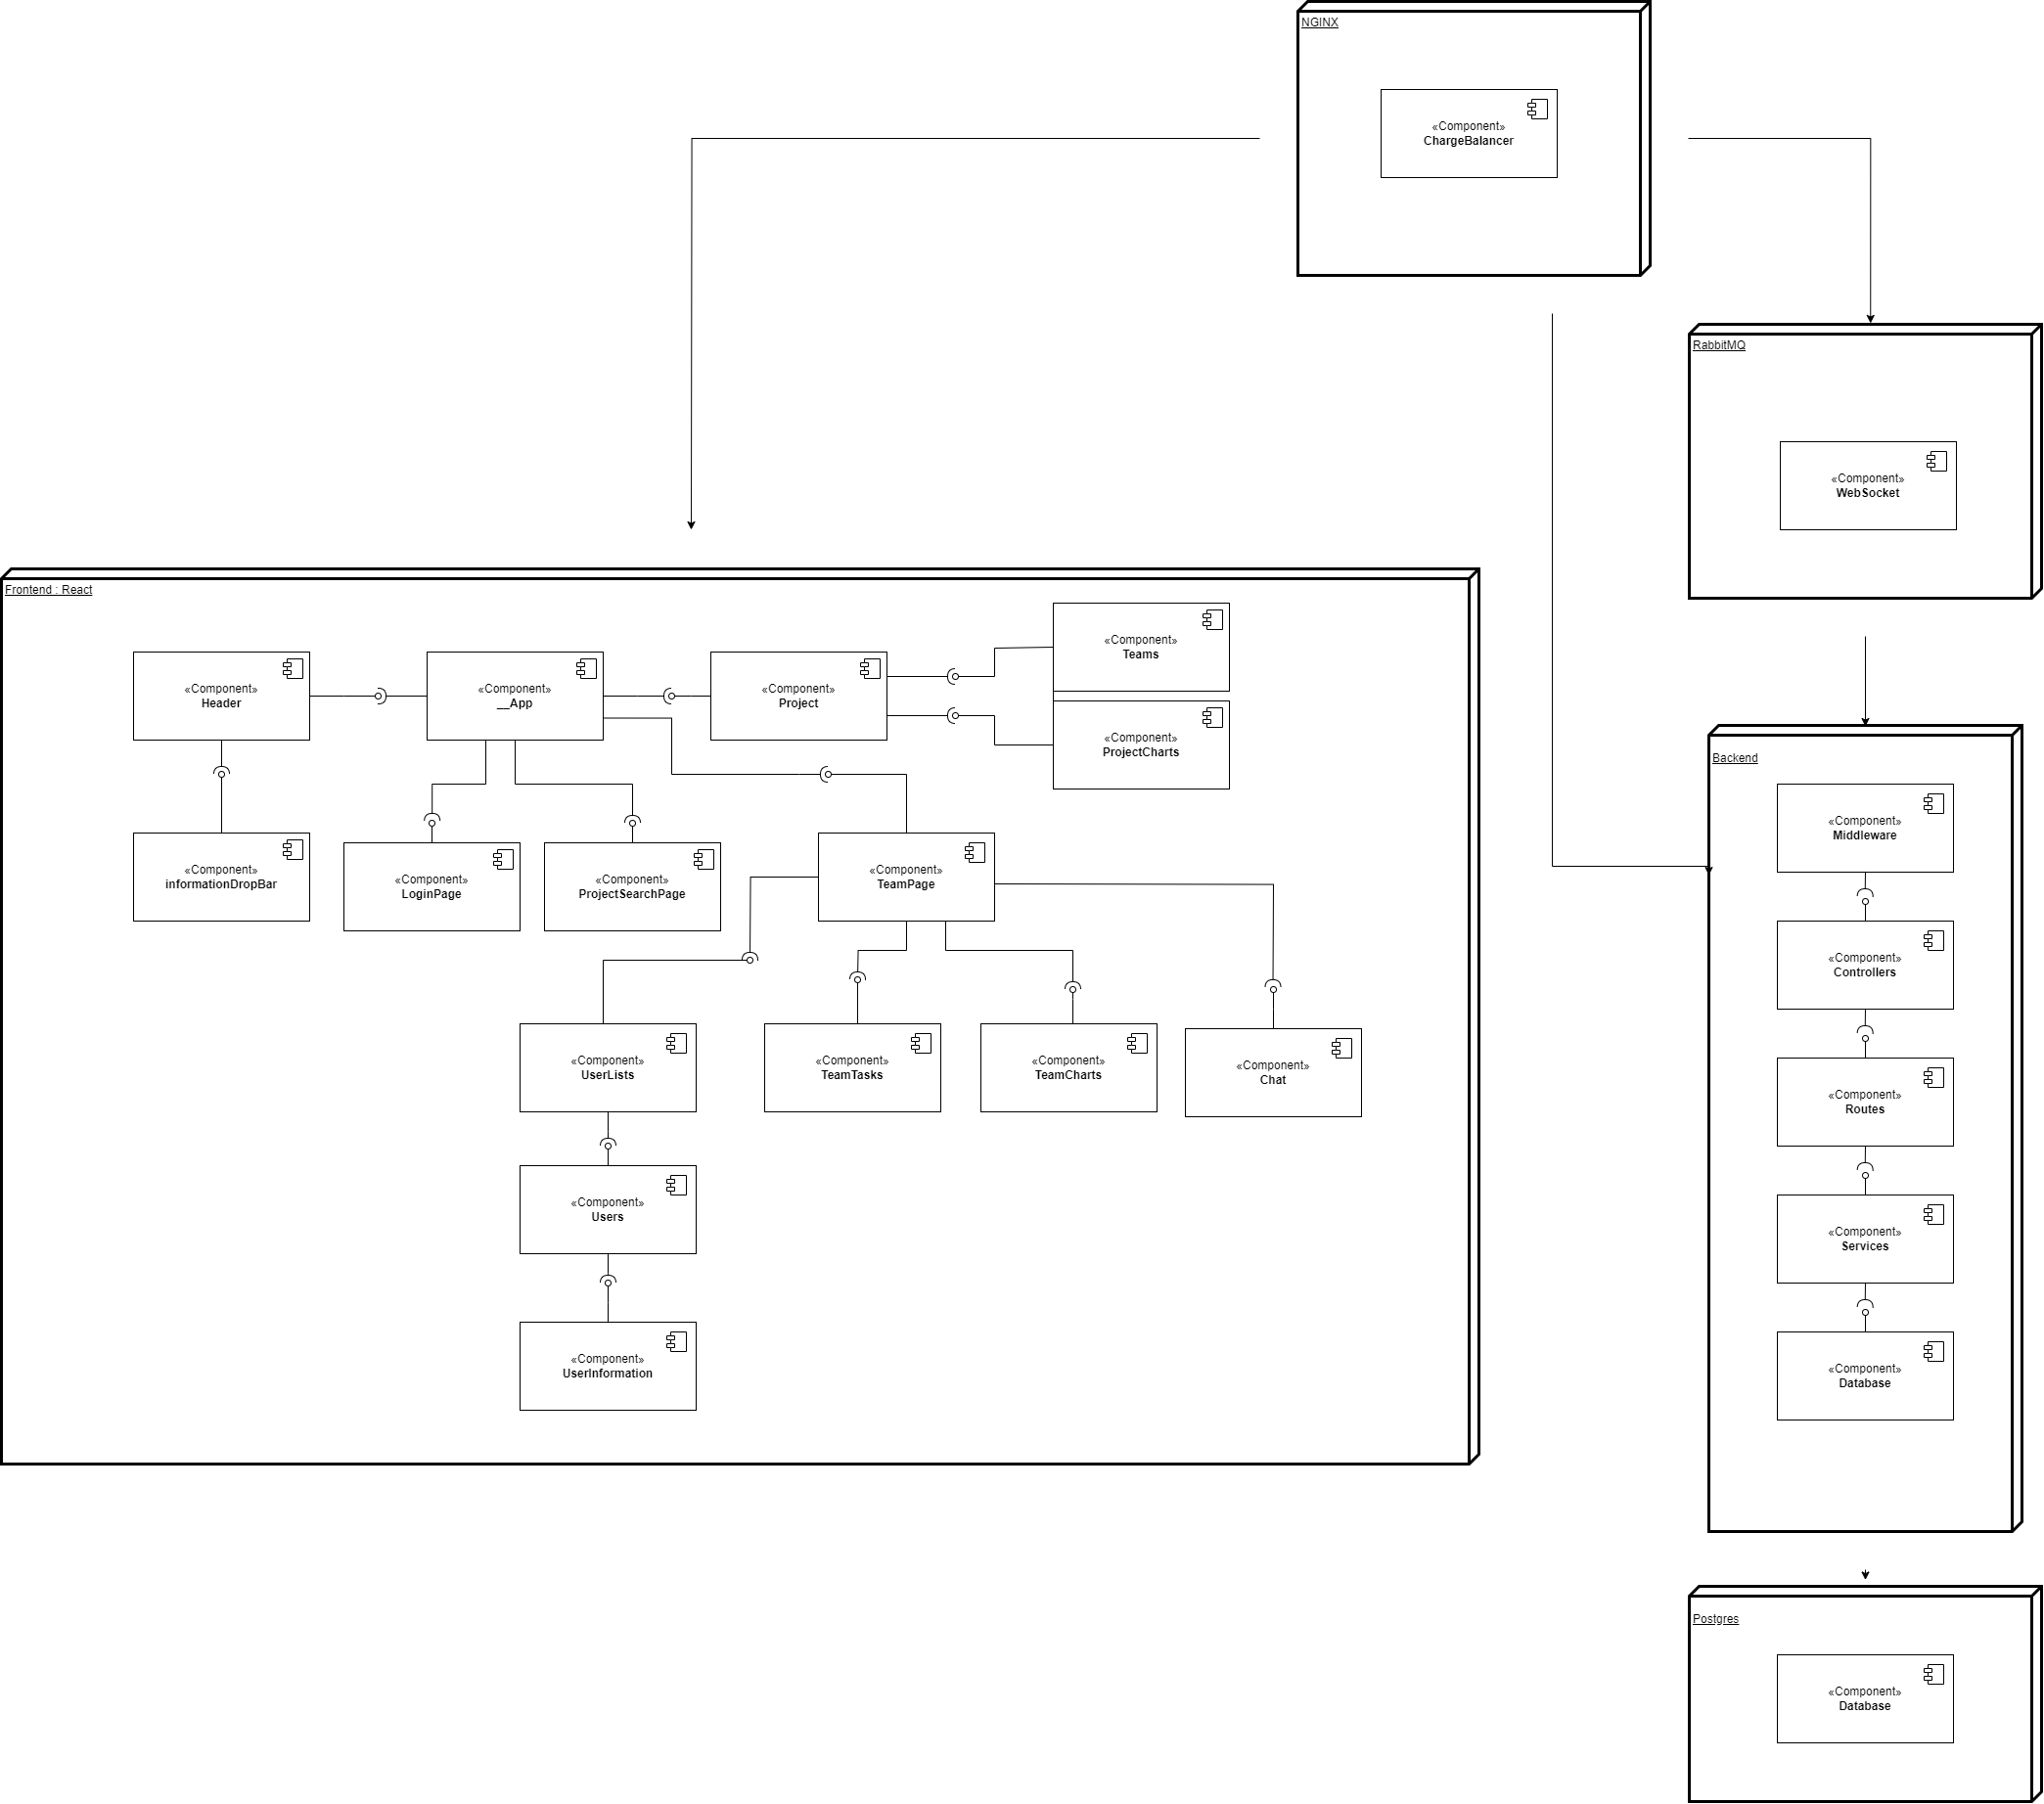 NGINX
«Component»
ChargeBalancer
RabbitMQ
«Component»
WebSocket
Frontend : React
«Component»
Header
«Component»
__App
«Component»
Project
«Component»
Teams
«Component»
ProjectCharts
«Component»
informationDropBar
«Component»
LoginPage
«Component»
ProjectSearchPage
«Component»
TeamPage
«Component»
UserLists
«Component»
TeamTasks
«Component»
TeamCharts
«Component»
Chat
«Component»
Users
«Component»
UserInformation
Backend
«Component»
Middleware
«Component»
Controllers
«Component»
Routes
«Component»
Services
«Component»
Database
Postgres
«Component»
Database